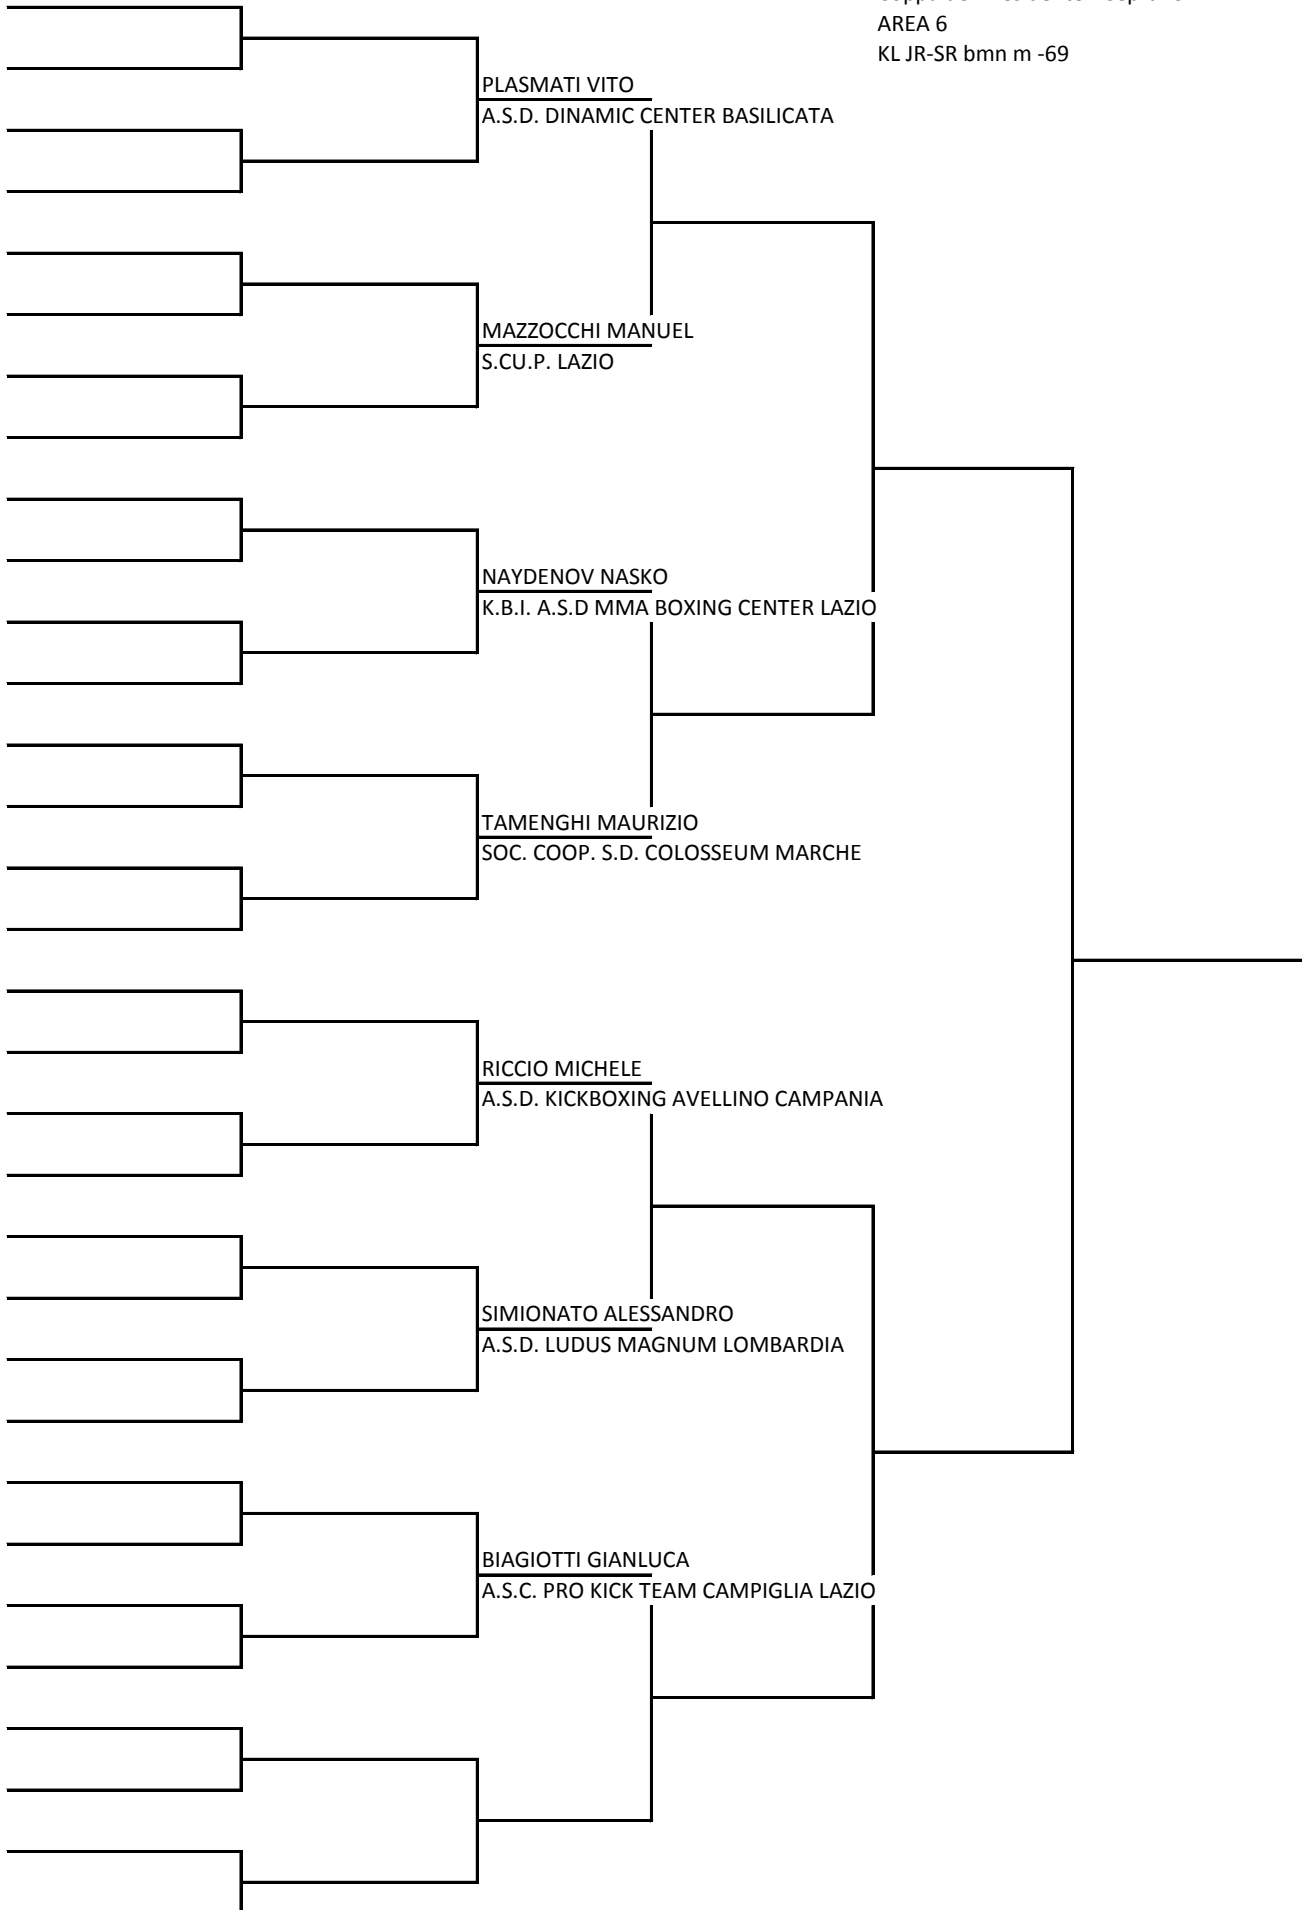 AREA 6
KL JR-SR bmn m -69
PLASMATI VITO
A.S.D. DINAMIC CENTER BASILICATA
MAZZOCCHI MANUEL
S.CU.P. LAZIO
NAYDENOV NASKO
K.B.I. A.S.D MMA BOXING CENTER LAZIO
TAMENGHI MAURIZIO
SOC. COOP. S.D. COLOSSEUM MARCHE
RICCIO MICHELE
A.S.D. KICKBOXING AVELLINO CAMPANIA
SIMIONATO ALESSANDRO
A.S.D. LUDUS MAGNUM LOMBARDIA
BIAGIOTTI GIANLUCA
A.S.C. PRO KICK TEAM CAMPIGLIA LAZIO